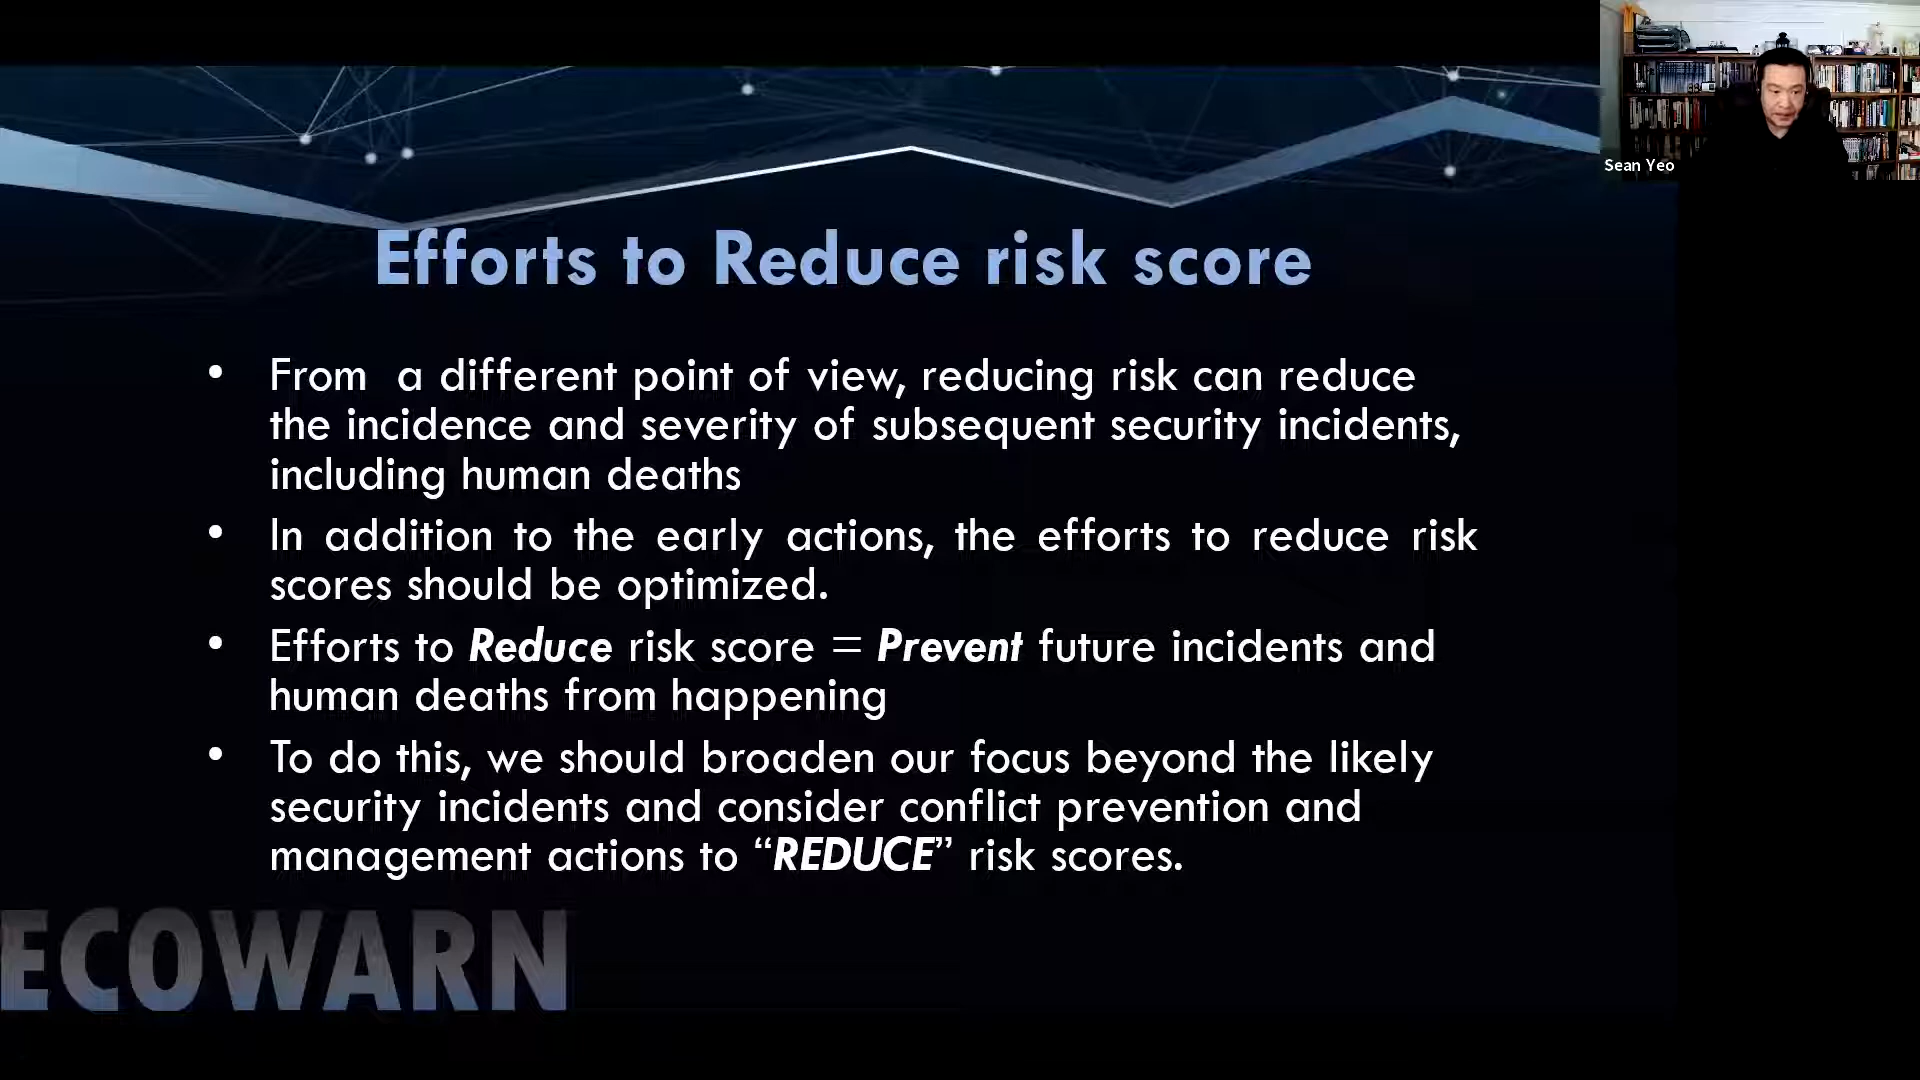 Sean Yeo
Efforts to Reduce risk score
• From a different point of view, reducing risk can reduce
the incidence and severity of subsequent security incidents,
including human deaths
• In addition to the early actions, the efforts to reduce risk
scores should be optimized.
• Efforts to Reduce risk score = Prevent future incidents and
human deaths from happening
• To do this, we should broaden our focus beyond the likely
security incidents and consider conflict prevention and
management actions to “REDUCE” risk scores.
ECOWARN